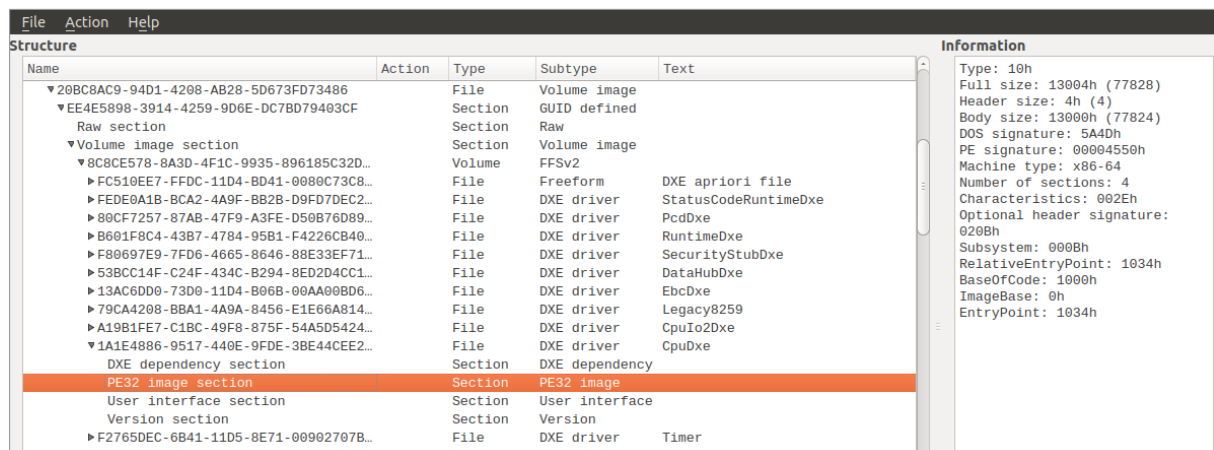 File Action Help
Structure
Name Action Type Subtype Text
20BC8AC9-94D1-4208-AB28-5D673FD73486 File Volume image
EE4E5898-3914-4259-9D6E-DC7BD79403CF Section GUID defined
Raw section Section Raw
Volume image section Section Volume image
8C8CE578-8A3D-4F1C-9935-896185C32D… Volume FFSv2
FC510EE7-FFDC-11D4-BD41-0080C73C8… File Freeform DXE apriori file
FEDE0A1B-BCA2-4A9F-BB2B-D9FD7DEC2… File DXE driver StatusCodeRuntimeDxe
80CF7257-87AB-47F9-A3FE-D50B76D89… File DXE driver PcdDxe
B601F8C4-43B7-4784-95B1-F4226CB40… File DXE driver RuntimeDxe
F80697E9-7FD6-4665-8646-88E33EF71… File DXE driver SecurityStubDxe
53BCC14F-C24F-434C-B294-8ED2D4CC1… File DXE driver DataHubDxe
13AC6DD0-73D0-11D4-B06B-00AA00BD6… File DXE driver EbcDxe
79CA4208-BBA1-4A9A-8456-E1E66A814… File DXE driver Legacy8259
A19B1FE7-C1BC-49F8-875F-54A5D5424… File DXE driver CpuIo2Dxe
1A1E4886-9517-440E-9FDE-3BE44CEE2… File DXE driver CpuDxe
DXE dependency section Section DXE dependency
PE32 image section Section PE32 image
User interface section Section User interface
Version section Section Version
F2765DEC-6B41-11D5-8E71-00902707B… File DXE driver Timer
Information
Type: 10h
Full size: 13004h (77828)
Header size: 4h (4)
Body size: 13000h (77824)
DOS signature: 5A4Dh
PE signature: 00004550h
Machine type: x86-64
Number of sections: 4
Characteristics: 002Eh
Optional header signature:
020Bh
Subsystem: 000Bh
RelativeEntryPoint: 1034h
BaseOfCode: 1000h
ImageBase: 0h
EntryPoint: 1034h